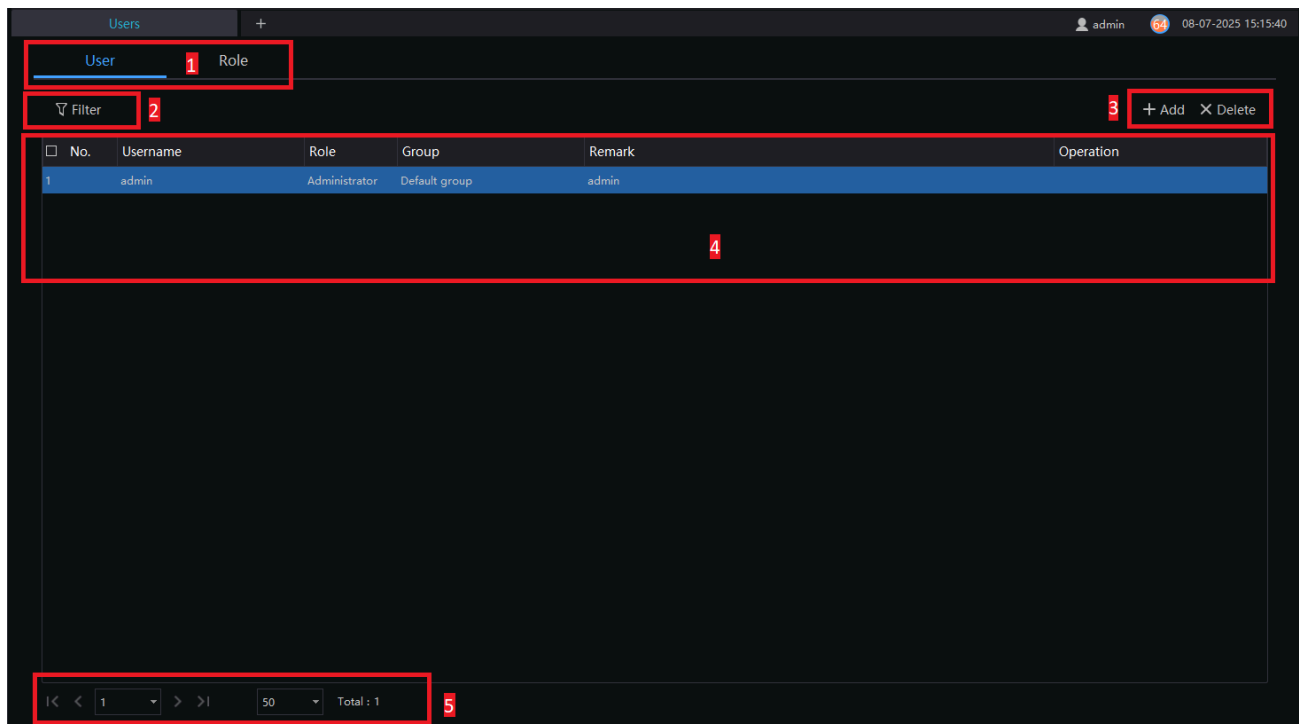 Users + admin 64 08-07-2025 15:15:40
User 1 Role
Filter 2 3 + Add Delete
No. Username Role Group Remark Operation
1 admin Administrator Default group admin
4
1 50 Total : 1 5